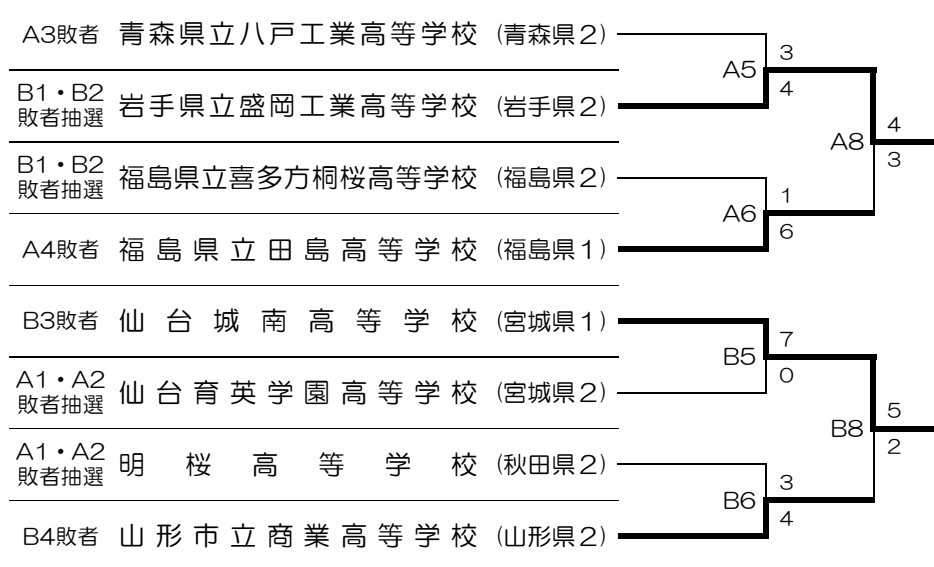 A3敗者 青森県立八戸工業高等学校 (青森県2)
3
A5
4
B1・B2
敗者抽選 岩手県立盛岡工業高等学校 (岩手県2)
4
A8
3
B1・B2
敗者抽選 福島県立喜多方桐桜高等学校 (福島県2)
1
A6
6
A4敗者 福島県立田島高等学校 (福島県1)
B3敗者 仙台城南高等学校 (宮城県1)
7
B5
0
A1・A2
敗者抽選 仙台育英学園高等学校 (宮城県2)
5
B8
2
A1・A2
敗者抽選 明桜高等学校 (秋田県2)
3
B6
4
B4敗者 山形市立商業高等学校 (山形県2)